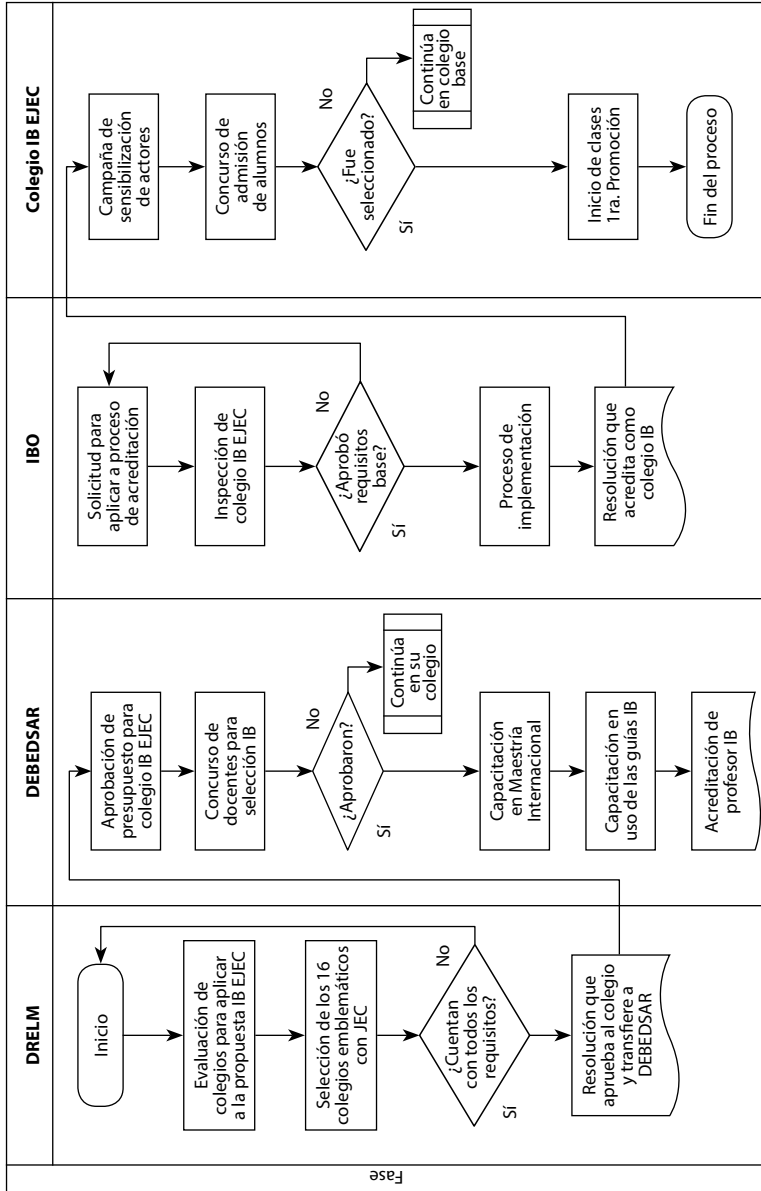 Fase
DRELM
Inicio
Evaluación de
colegios para aplicar
a la propuesta IB EJEC
Selección de los 16
colegios emblemáticos
con JEC
¿Cuentan
con todos los
requisitos?
No
Sí
Resolución que
aprueba al colegio
y transfiere a
DEBEDSAR
DEBEDSAR
Aprobación de
presupuesto para
colegio IB EJEC
Concurso de
docentes para
selección IB
¿Aprobaron?
No
Continúa
en su
colegio
Sí
Capacitación
en Maestría
Internacional
Capacitación en
uso de las guías IB
Acreditación de
profesor IB
IBO
Solicitud para
aplicar a proceso
de acreditación
Inspección de
colegio IB EJEC
¿Aprobó
requisitos
base?
No
Sí
Proceso de
implementación
Resolución que
acredita como
colegio IB
Colegio IB EJEC
Campaña de
sensibilización
de actores
Concurso de
admisión
de alumnos
¿Fue
seleccionado?
No
Continúa
en colegio
base
Sí
Inicio de clases
1ra. Promoción
Fin del proceso